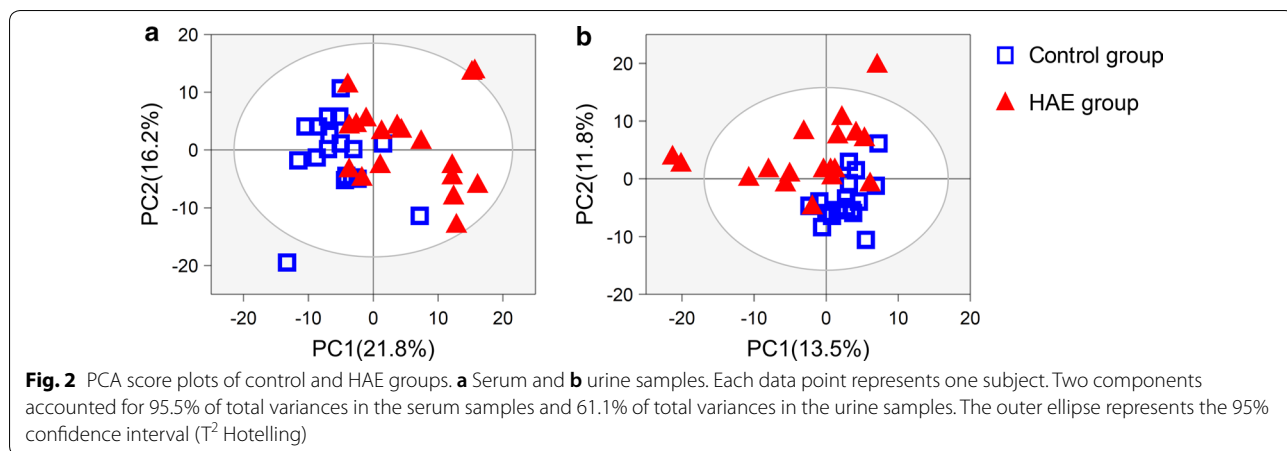 a
b
20
10
0
-10
-20
PC2(16.2%)
-20 -10 0 10 20
PC1(21.8%)
20
10
0
-10
-20
PC2(11.8%)
-20 -10 0 10 20
PC1(13.5%)
Control group
HAE group
Fig. 2 PCA score plots of control and HAE groups. a Serum and b urine samples. Each data point represents one subject. Two components
accounted for 95.5% of total variances in the serum samples and 61.1% of total variances in the urine samples. The outer ellipse represents the 95%
confidence interval (T² Hotelling)